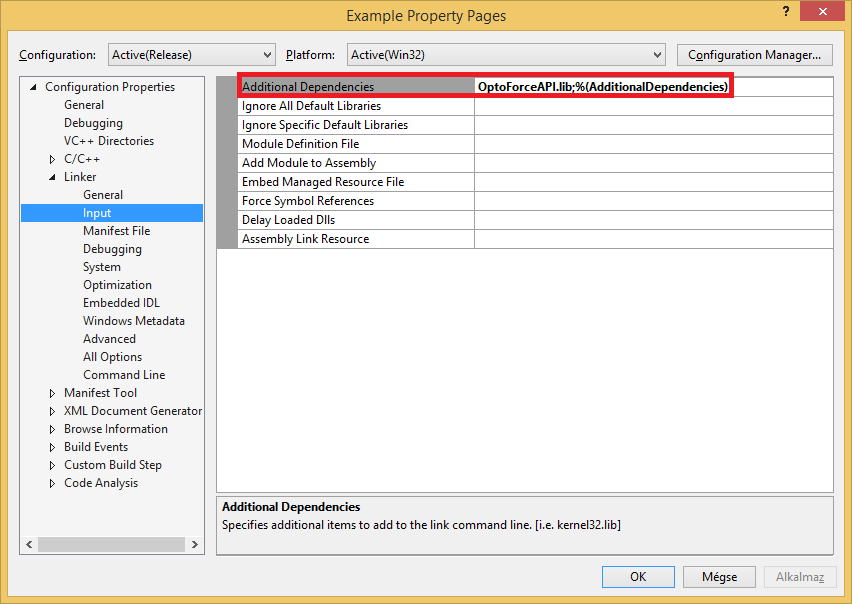 Example Property Pages
?
Configuration: Active(Release) Platform: Active(Win32) Configuration Manager...
Configuration Properties
General
Debugging
VC++ Directories
C/C++
Linker
General
Input
Manifest File
Debugging
System
Optimization
Embedded IDL
Windows Metadata
Advanced
All Options
Command Line
Manifest Tool
XML Document Generator
Browse Information
Build Events
Custom Build Step
Code Analysis
Additional Dependencies OptoForceAPI.lib;%(AdditionalDependencies)
Ignore All Default Libraries
Ignore Specific Default Libraries
Module Definition File
Add Module to Assembly
Embed Managed Resource File
Force Symbol References
Delay Loaded Dlls
Assembly Link Resource
Additional Dependencies
Specifies additional items to add to the link command line. [i.e. kernel32.lib]
OK Mégse Alkalmaz